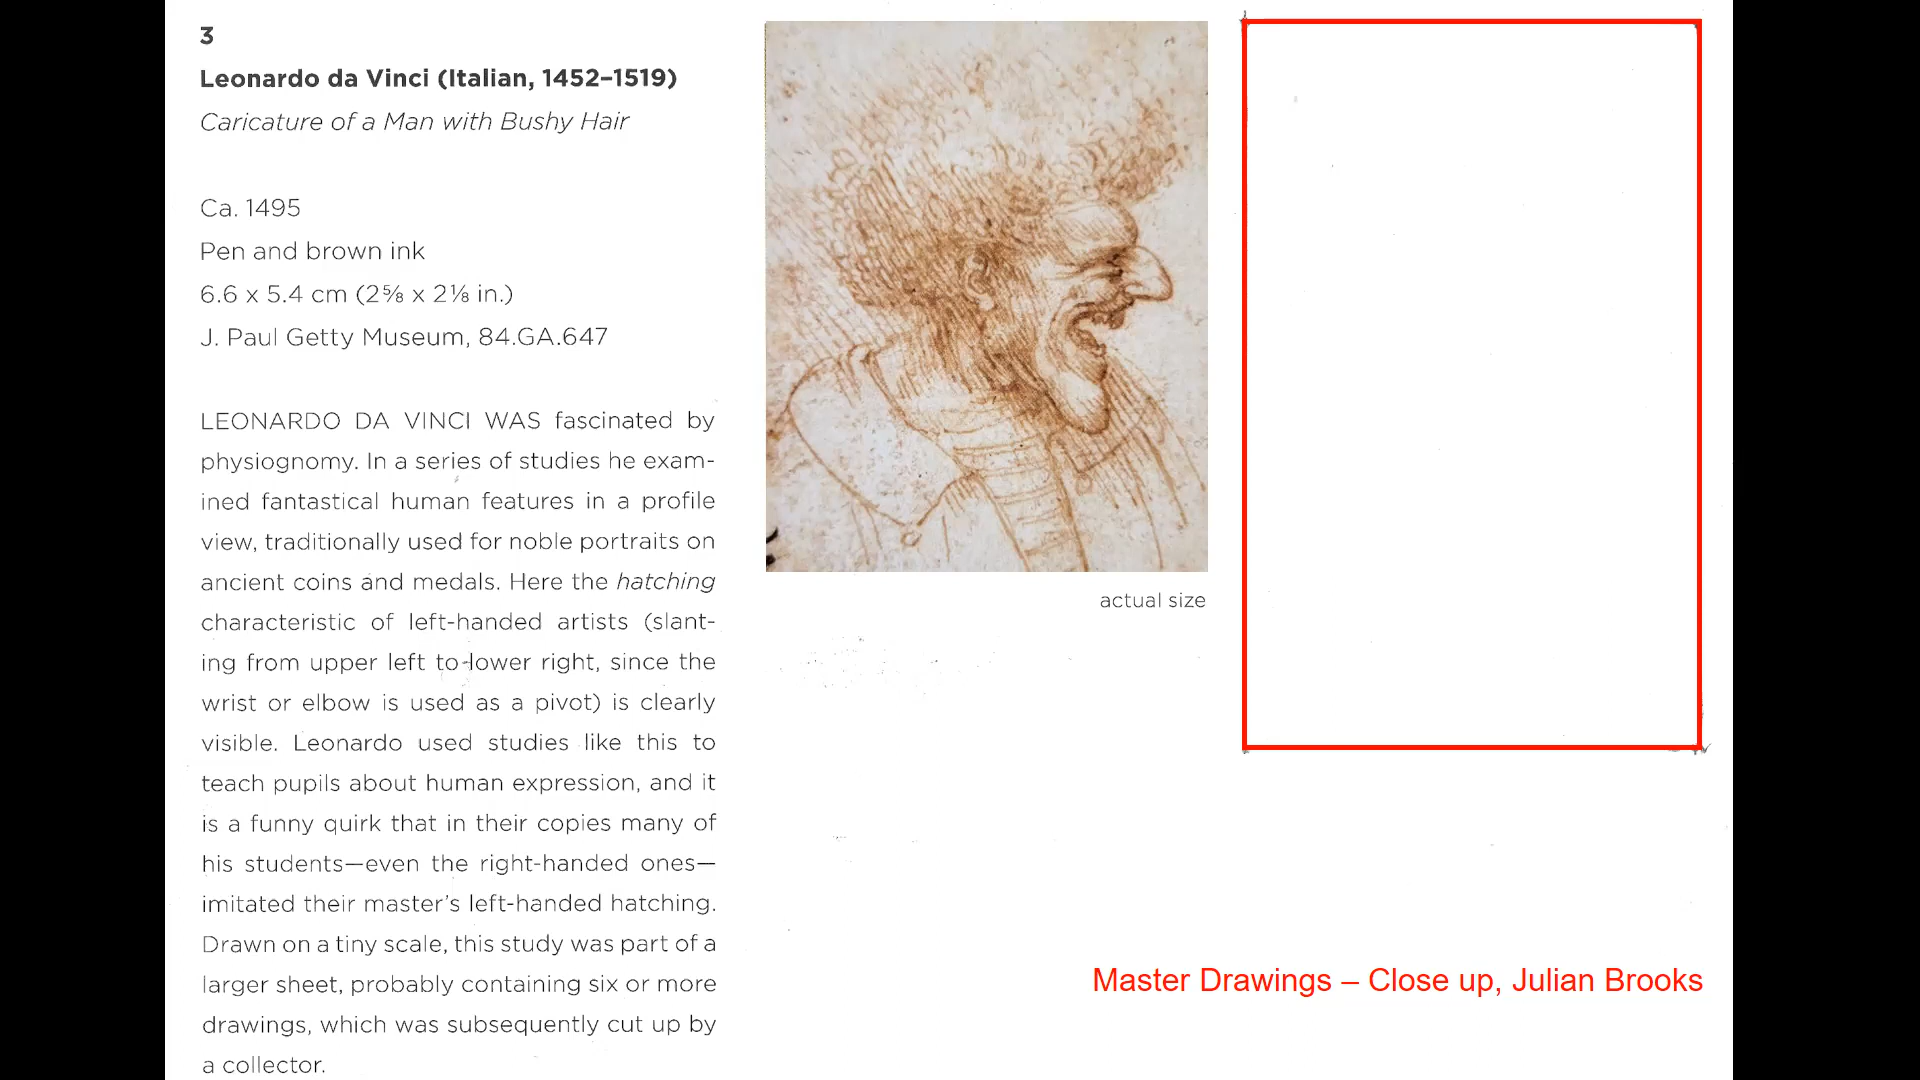 3
Leonardo da Vinci (Italian, 1452–1519)
Caricature of a Man with Bushy Hair
Ca. 1495
Pen and brown ink
6.6 x 5.4 cm (2⅝ x 2⅛ in.)
J. Paul Getty Museum, 84.GA.647
LEONARDO DA VINCI WAS fascinated by
physiognomy. In a series of studies he exam-
ined fantastical human features in a profile
view, traditionally used for noble portraits on
ancient coins and medals. Here the hatching
characteristic of left-handed artists (slant-
ing from upper left to lower right, since the
wrist or elbow is used as a pivot) is clearly
visible. Leonardo used studies like this to
teach pupils about human expression, and it
is a funny quirk that in their copies many of
his students—even the right-handed ones—
imitated their master's left-handed hatching.
Drawn on a tiny scale, this study was part of a
larger sheet, probably containing six or more
drawings, which was subsequently cut up by
a collector.
actual size
Master Drawings – Close up, Julian Brooks